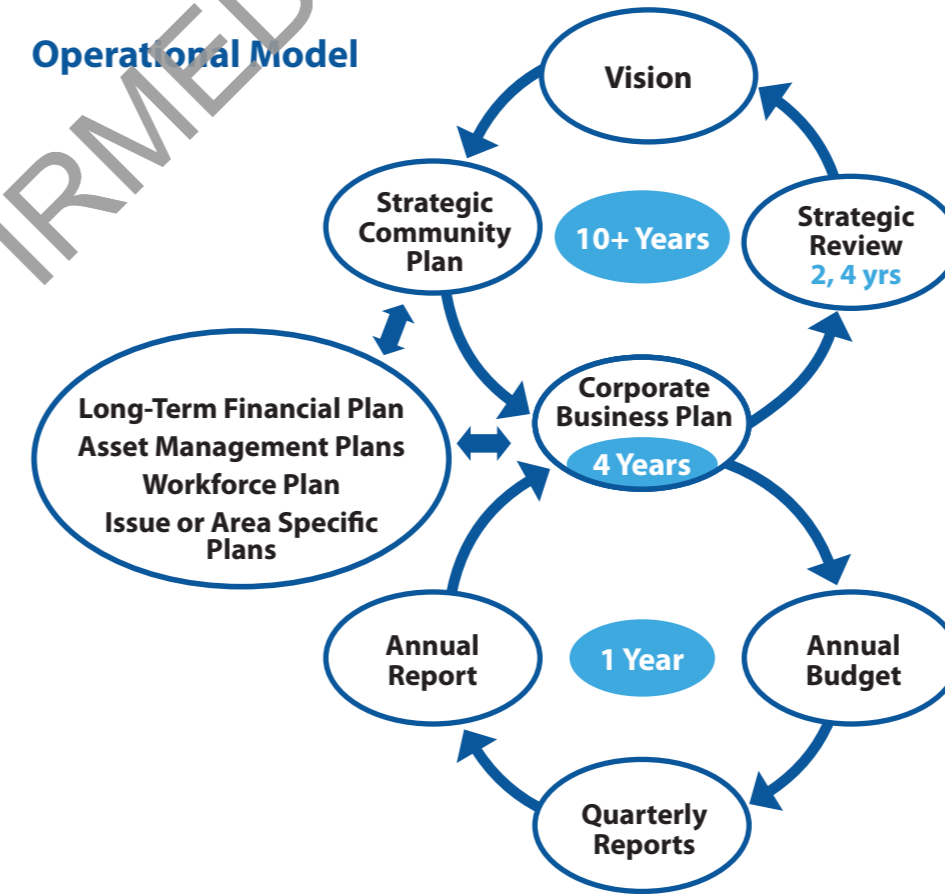 Operational Model
IRMED
Vision
Strategic
Community
Plan
10+ Years
Strategic
Review
2, 4 yrs
Long-Term Financial Plan
Asset Management Plans
Workforce Plan
Issue or Area Specific
Plans
Corporate
Business Plan
4 Years
Annual
Report
1 Year
Annual
Budget
Quarterly
Reports